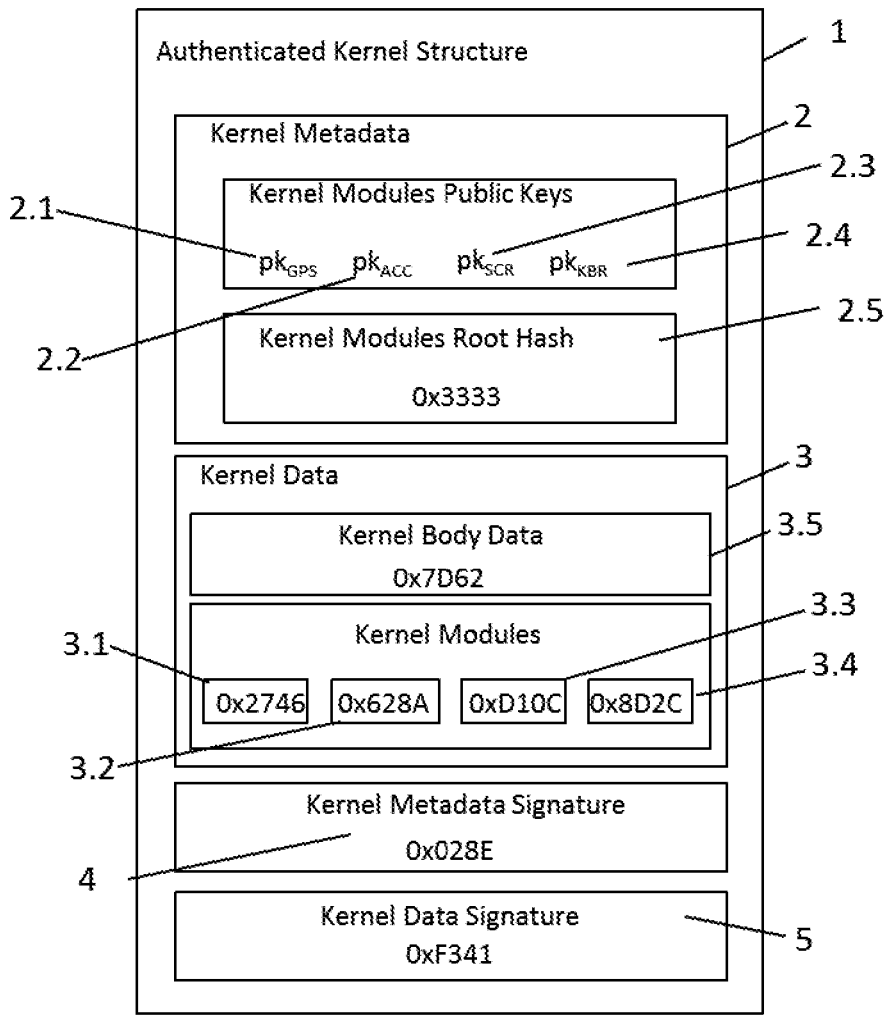 Authenticated Kernel Structure
1
Kernel Metadata
2
Kernel Modules Public Keys
2.3
2.1
2.4
pkGPS pkACC pkSCR pkKBR
2.5
Kernel Modules Root Hash
2.2
0x3333
3
Kernel Data
Kernel Body Data
3.5
0x7D62
3.3
Kernel Modules
3.1
3.4
0x2746 0x628A 0xD10C 0x8D2C
3.2
Kernel Metadata Signature
0x028E
4
Kernel Data Signature
5
0xF341